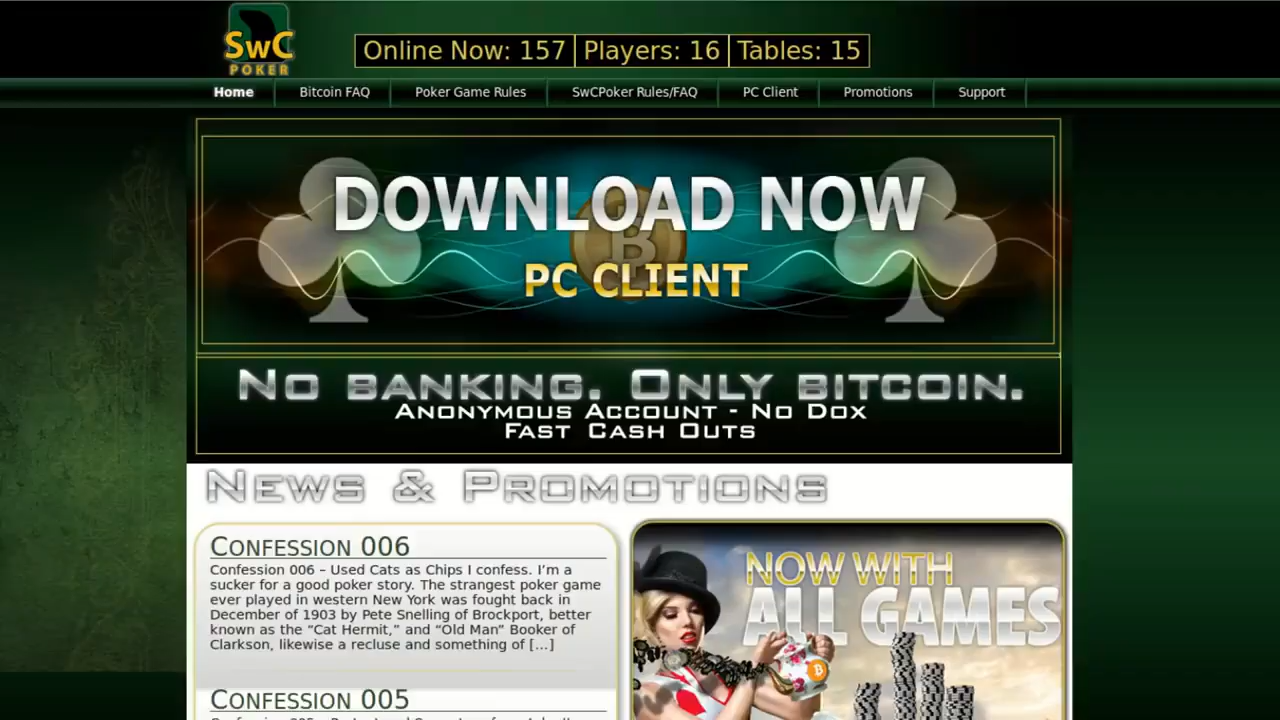 SwC
POKER
Online Now: 157 Players: 16 Tables: 15
Home Bitcoin FAQ Poker Game Rules SwCPoker Rules/FAQ PC Client Promotions Support
DOWNLOAD NOW
PC CLIENT
No banking. Only bitcoin.
Anonymous Account - No Dox
Fast Cash Outs
News & Promotions
Confession 006
Confession 006 – Used Cats as Chips I confess. I’m a
sucker for a good poker story. The strangest poker game
ever played in western New York was fought back in
December of 1903 by Pete Snelling of Brockport, better
known as the “Cat Hermit,” and “Old Man” Booker of
Clarkson, likewise a recluse and something of [...]
NOW WITH
ALL GAMES
Confession 005